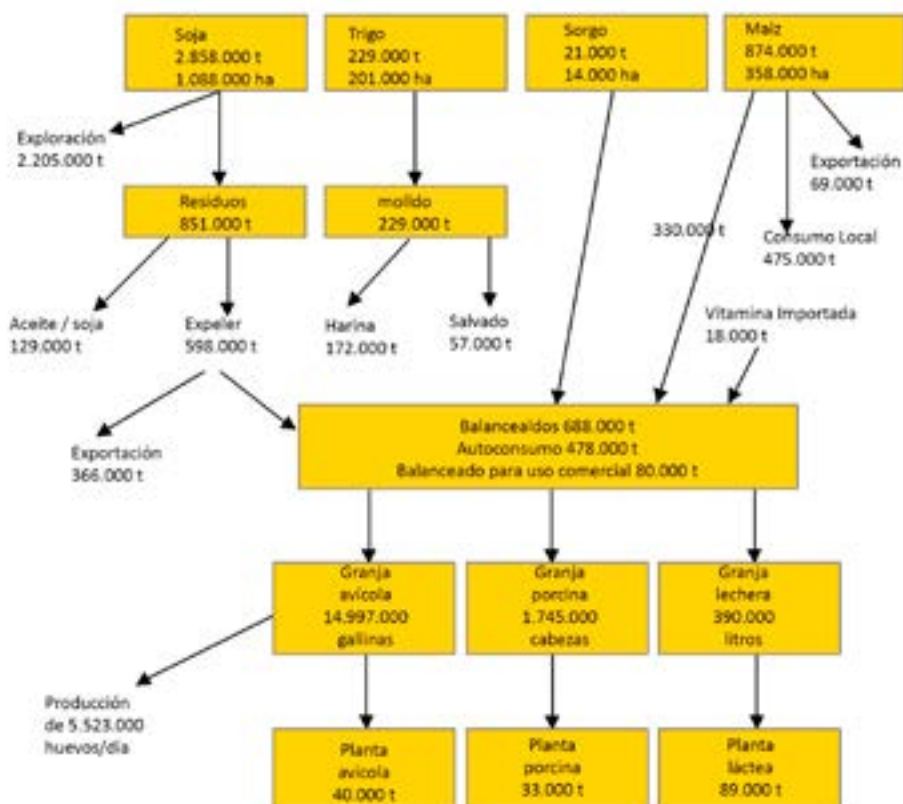 Soja
2.858.000 t
1.088.000 ha
Trigo
229.000 t
201.000 ha
Sorgo
21.000 t
14.000 ha
Maíz
874.000 t
358.000 ha
Exploración
2.205.000 t
Exportación
69.000 t
Residuos
851.000 t
molido
229.000 t
330.000 t
Consumo Local
475.000 t
Aceite / soja
129.000 t
Expeler
598.000 t
Harina
172.000 t
Salvado
57.000 t
Vitamina Importada
18.000 t
Exportación
366.000 t
Balancealdos 688.000 t
Autoconsumo 478.000 t
Balanceado para uso comercial 80.000 t
Granja
avícola
14.997.000
gallinas
Granja
porcina
1.745.000
cabezas
Granja
lechera
390.000
litros
Producción
de 5.523.000
huevos/día
Planta
avicola
40.000 t
Planta
porcina
33.000 t
Planta
láctea
89.000 t